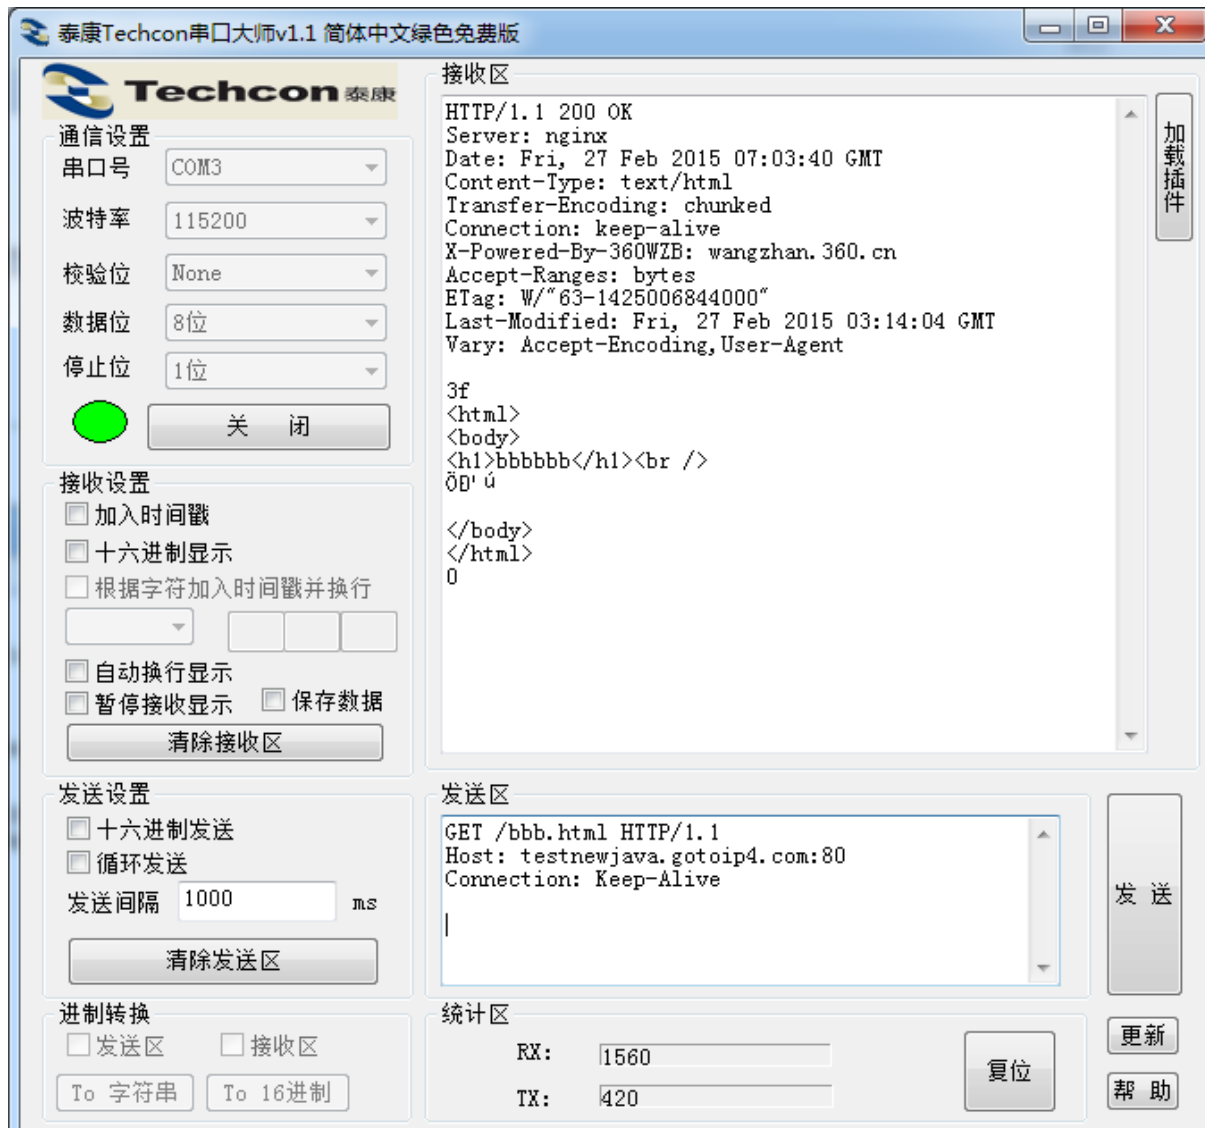 泰康Techcon串口大师v1.1 简体中文绿色免费版
Techcon 泰康
通信设置
串口号 COM3
波特率 115200
校验位 None
数据位 8位
停止位 1位
关 闭
接收设置
加入时间戳
十六进制显示
根据字符加入时间戳并换行
自动换行显示
暂停接收显示 保存数据
清除接收区
发送设置
十六进制发送
循环发送
发送间隔 1000 ms
清除发送区
进制转换
发送区 接收区
To 字符串 To 16进制
接收区
HTTP/1.1 200 OK
Server: nginx
Date: Fri, 27 Feb 2015 07:03:40 GMT
Content-Type: text/html
Transfer-Encoding: chunked
Connection: keep-alive
X-Powered-By-360WZB: wangzhan.360.cn
Accept-Ranges: bytes
ETag: W/"63-1425006844000"
Last-Modified: Fri, 27 Feb 2015 03:14:04 GMT
Vary: Accept-Encoding,User-Agent
3f
<html>
<body>
<h1>bbbbbb</h1><br />
ÖÐ'ú
</body>
</html>
0
加载插件
发送区
GET /bbb.html HTTP/1.1
Host: testnewjava.gotoip4.com:80
Connection: Keep-Alive
发 送
统计区
RX: 1560
TX: 420
复位
更新
帮 助